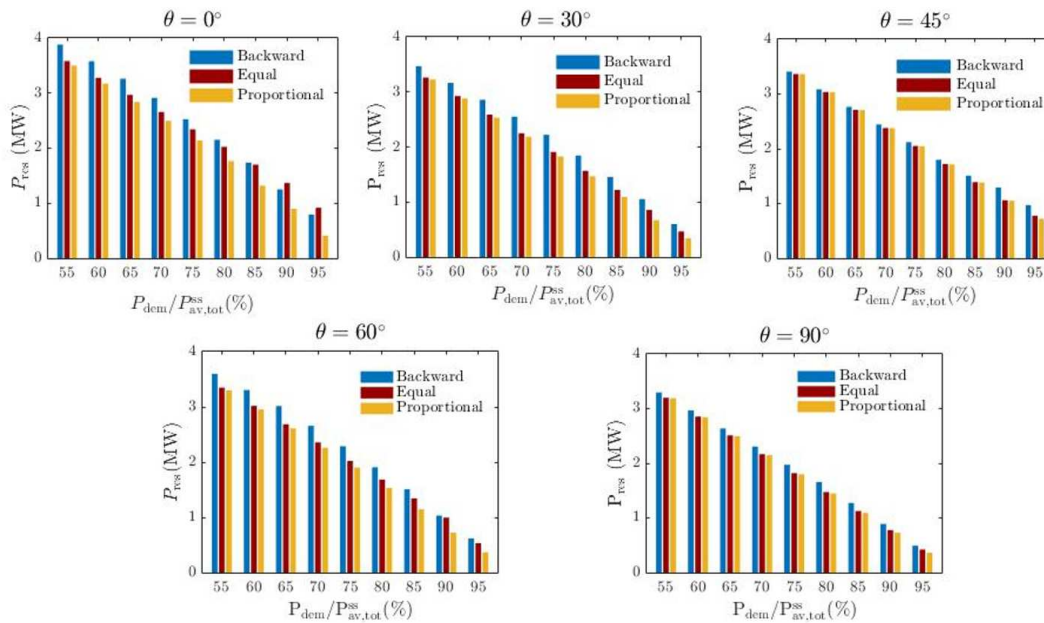 θ = 0°
4
3
2
1
0
P_res (MW)
Backward
Equal
Proportional
55 60 65 70 75 80 85 90 95
P_dem/P^ss_av,tot(%)
θ = 30°
4
3
2
1
0
P_res (MW)
Backward
Equal
Proportional
55 60 65 70 75 80 85 90 95
P_dem/P^ss_av,tot(%)
θ = 45°
4
3
2
1
0
P_res (MW)
Backward
Equal
Proportional
55 60 65 70 75 80 85 90 95
P_dem/P^ss_av,tot(%)
θ = 60°
4
3
2
1
0
P_res (MW)
Backward
Equal
Proportional
55 60 65 70 75 80 85 90 95
P_dem/P^ss_av,tot(%)
θ = 90°
4
3
2
1
0
P_res (MW)
Backward
Equal
Proportional
55 60 65 70 75 80 85 90 95
P_dem/P^ss_av,tot(%)